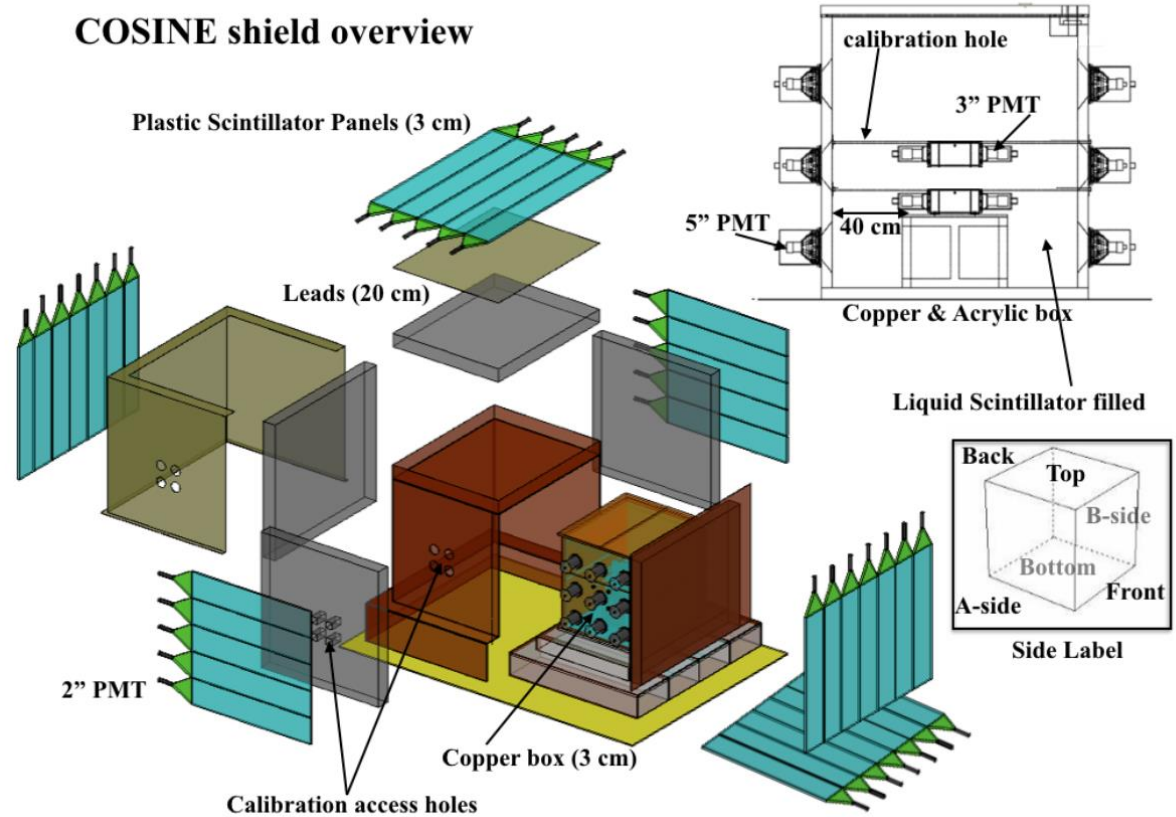 COSINE shield overview
calibration hole
3” PMT
Plastic Scintillator Panels (3 cm)
5” PMT
40 cm
Leads (20 cm)
Copper & Acrylic box
Liquid Scintillator filled
Back
Top
B-side
Bottom
A-side
Front
Side Label
2” PMT
Copper box (3 cm)
Calibration access holes